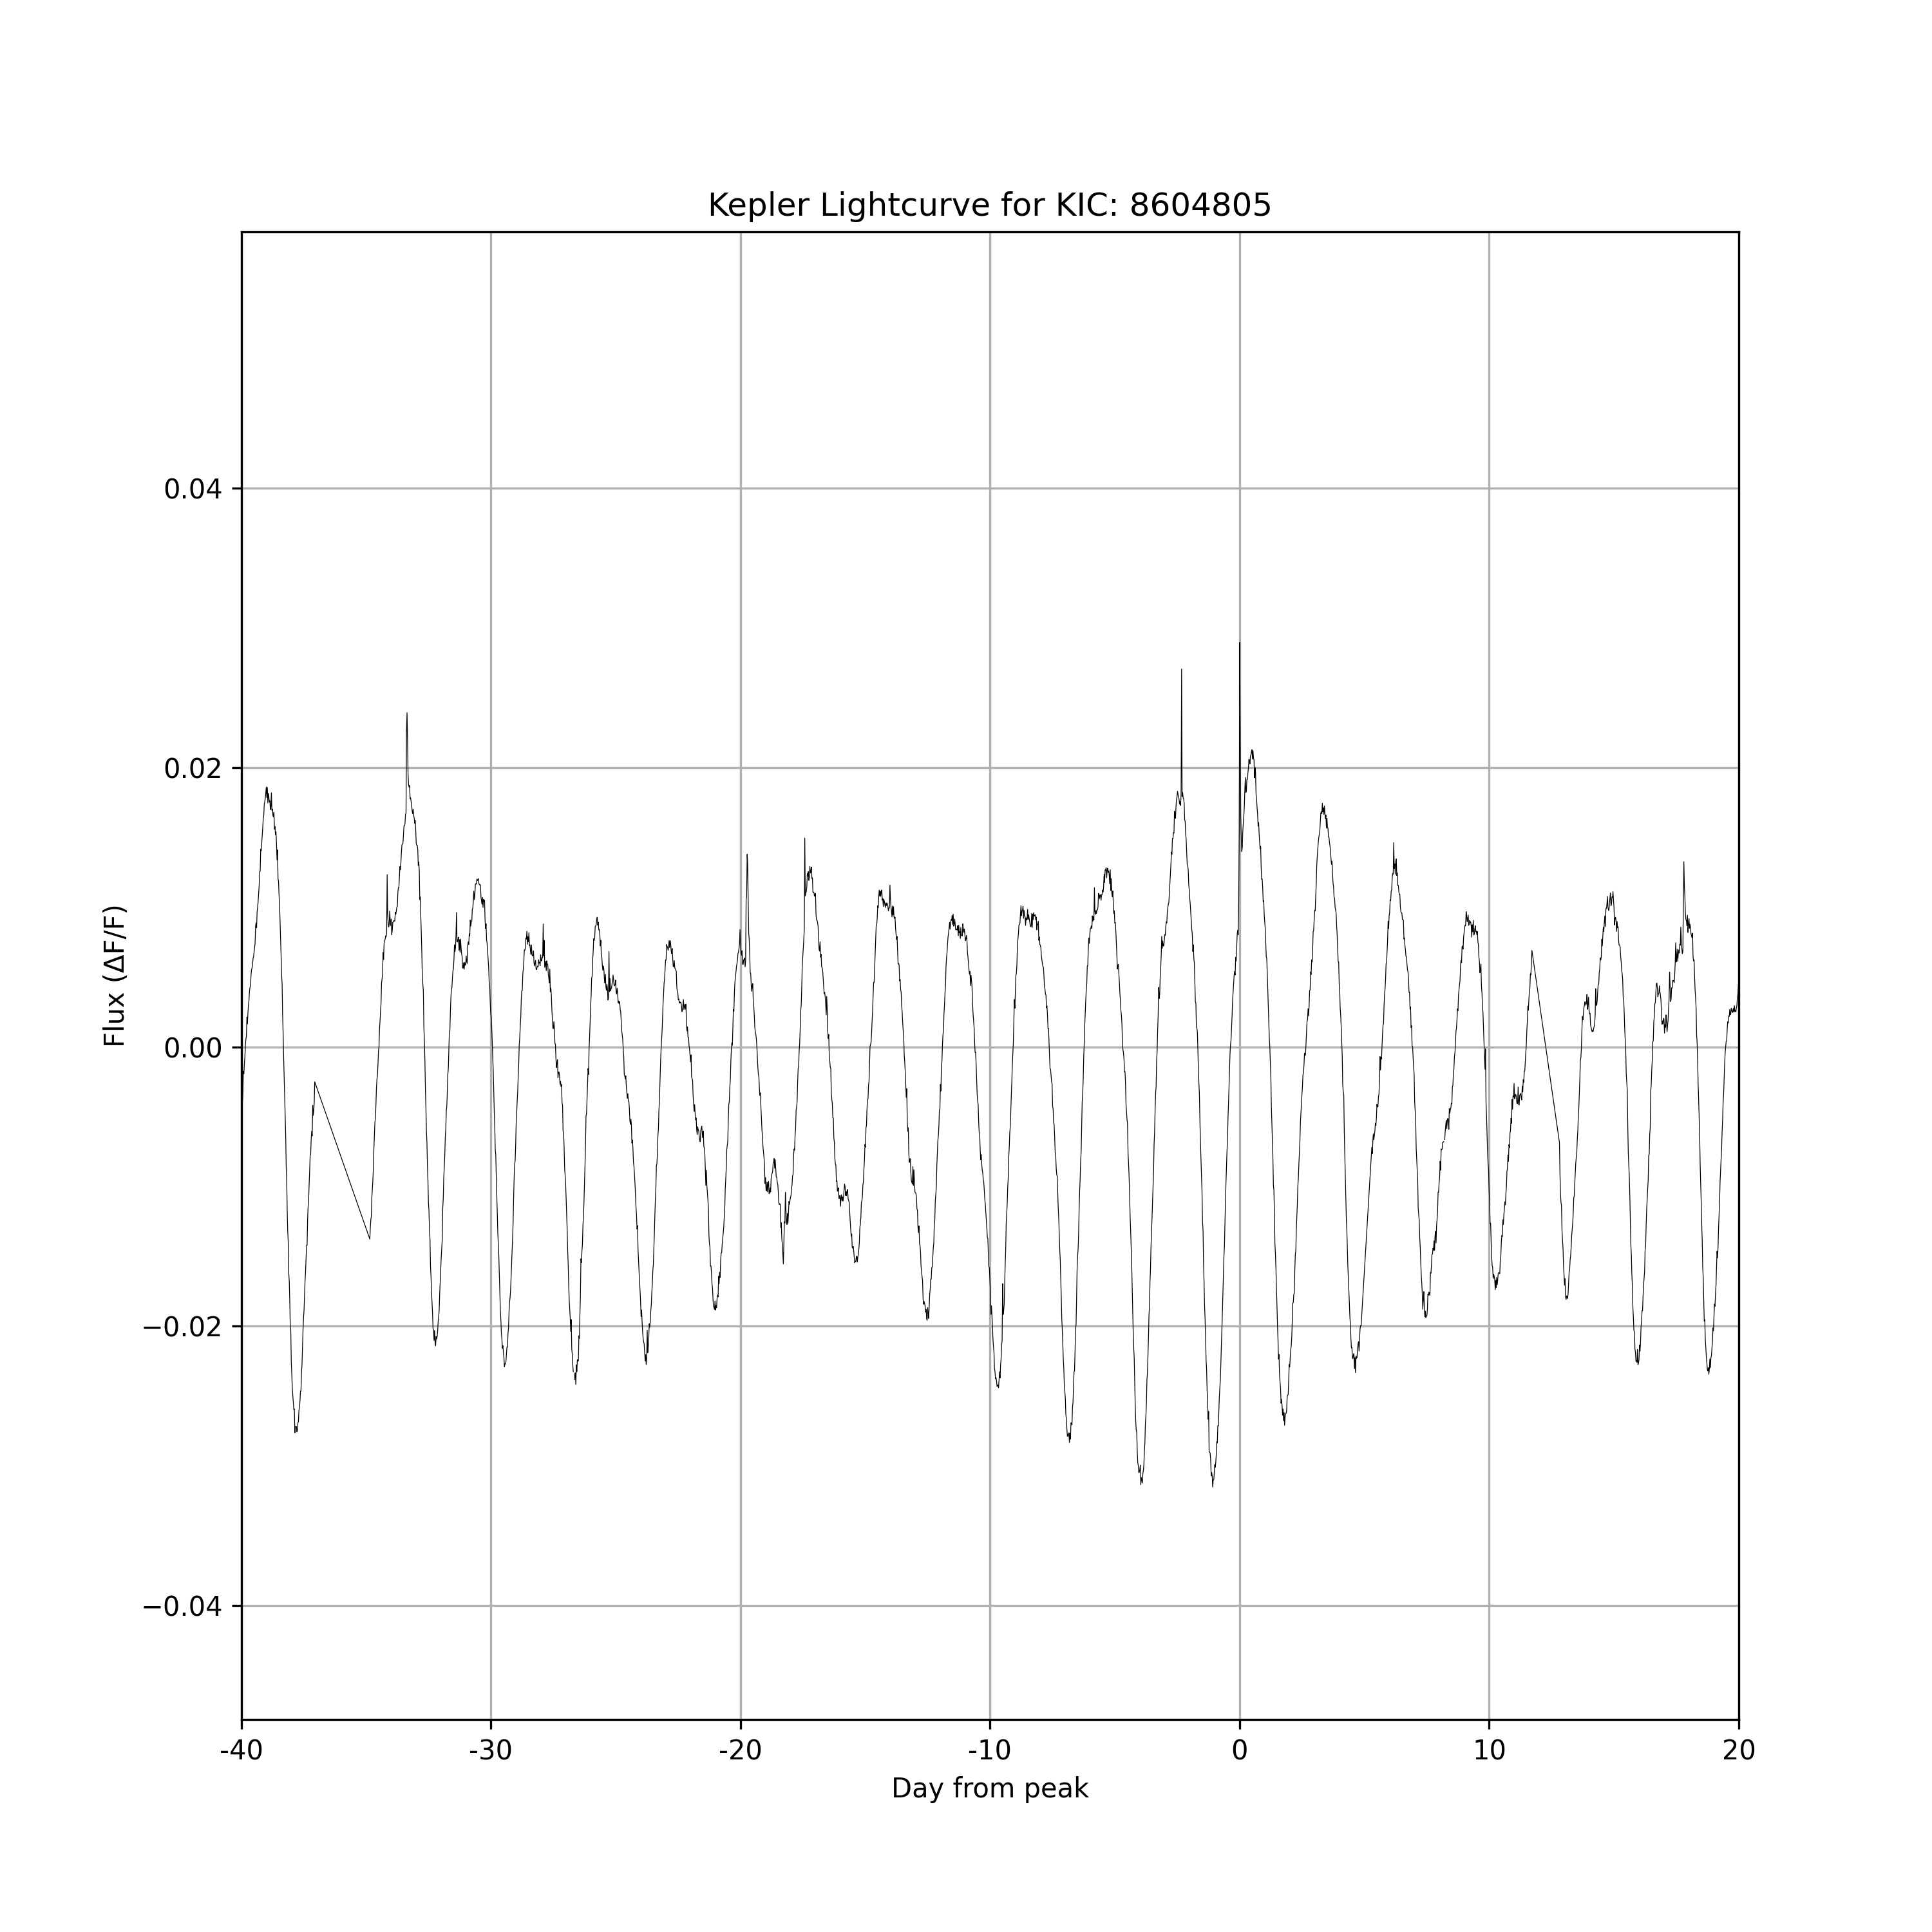 Kepler Lightcurve for KIC: 8604805
Flux (ΔF/F)
0.04
0.02
0.00
−0.02
−0.04
-40 -30 -20 -10 0 10 20
Day from peak